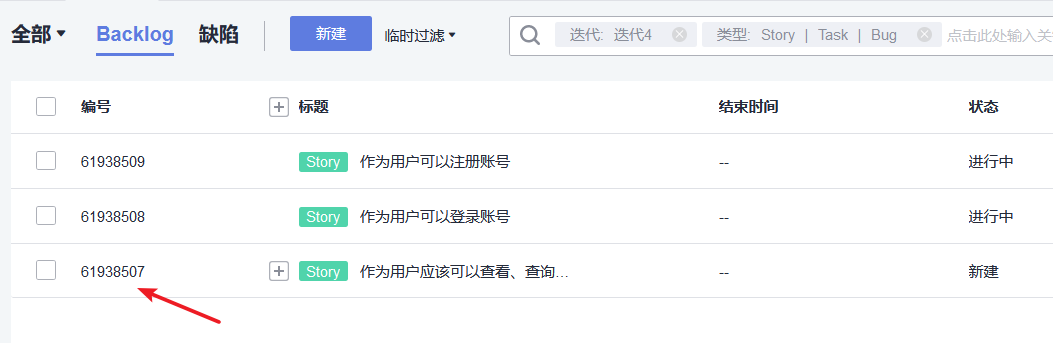 全部 Backlog 缺陷 新建 临时过滤 迭代: 迭代4 类型: Story | Task | Bug 点击此处输入关
编号 标题 结束时间 状态
61938509 Story 作为用户可以注册账号 -- 进行中
61938508 Story 作为用户可以登录账号 -- 进行中
61938507 Story 作为用户应该可以查看、查询... -- 新建